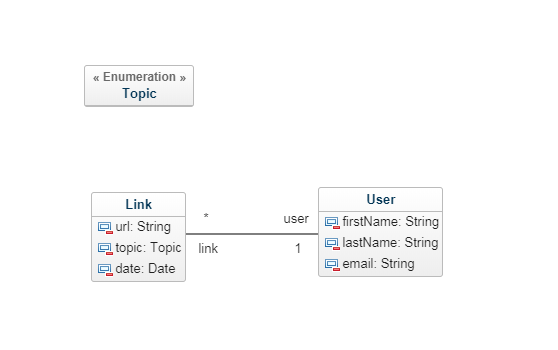 « Enumeration »
Topic
Link
url: String
topic: Topic
date: Date
*
link
user
1
User
firstName: String
lastName: String
email: String